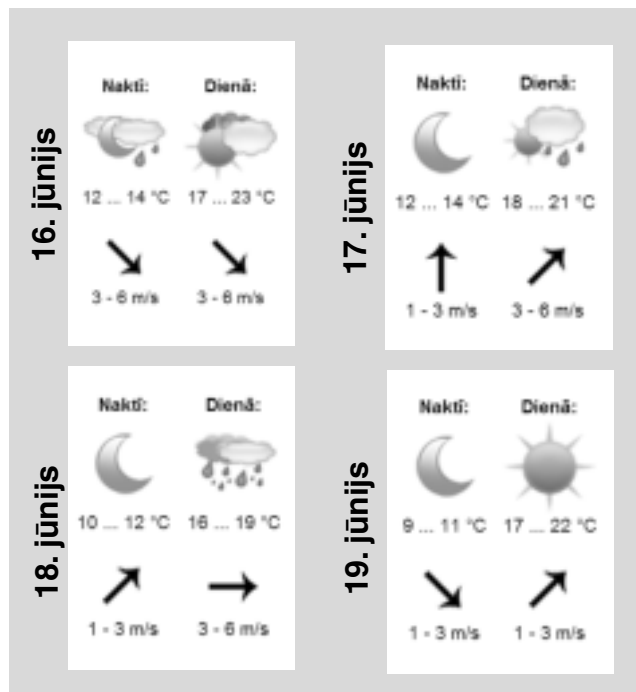 16. jūnijs
Naktī: Dienā:
12 ... 14 °C 17 ... 23 °C
3 - 6 m/s 3 - 6 m/s
17. jūnijs
Naktī: Dienā:
12 ... 14 °C 18 ... 21 °C
1 - 3 m/s 3 - 6 m/s
18. jūnijs
Naktī: Dienā:
10 ... 12 °C 16 ... 19 °C
1 - 3 m/s 3 - 6 m/s
19. jūnijs
Naktī: Dienā:
9 ... 11 °C 17 ... 22 °C
1 - 3 m/s 1 - 3 m/s